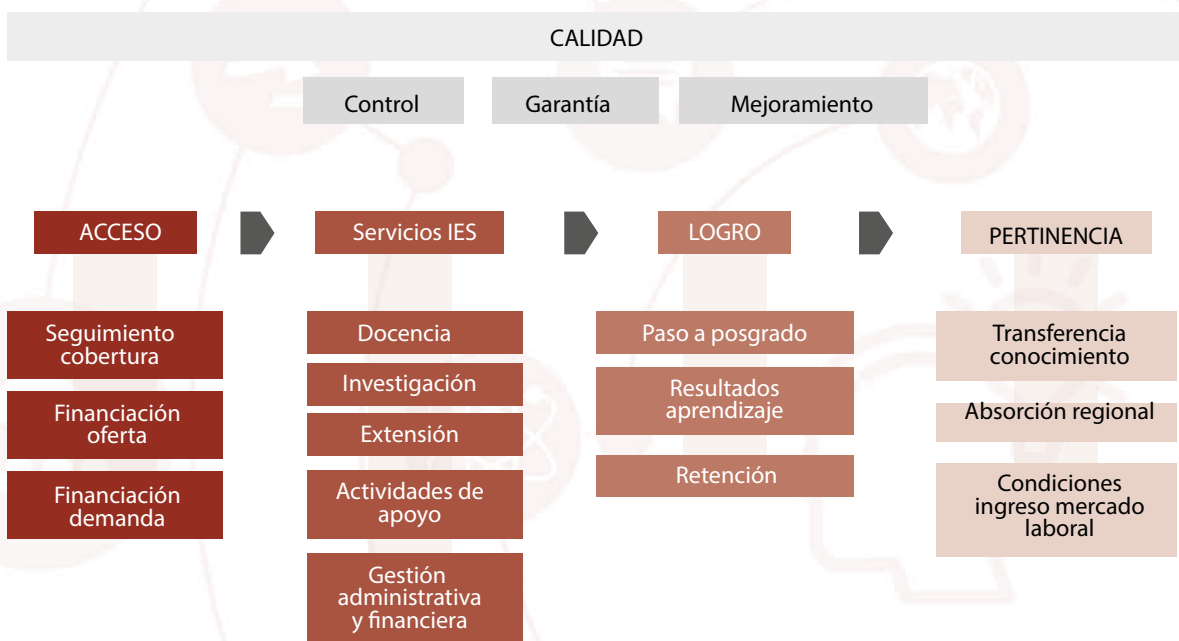 CALIDAD
Control
Garantía
Mejoramiento
ACCESO
Servicios IES
LOGRO
PERTINENCIA
Seguimiento
cobertura
Financiación
oferta
Financiación
demanda
Docencia
Investigación
Extensión
Actividades de
apoyo
Gestión
administrativa
y financiera
Paso a posgrado
Resultados
aprendizaje
Retención
Transferencia
conocimiento
Absorción regional
Condiciones
ingreso mercado
laboral